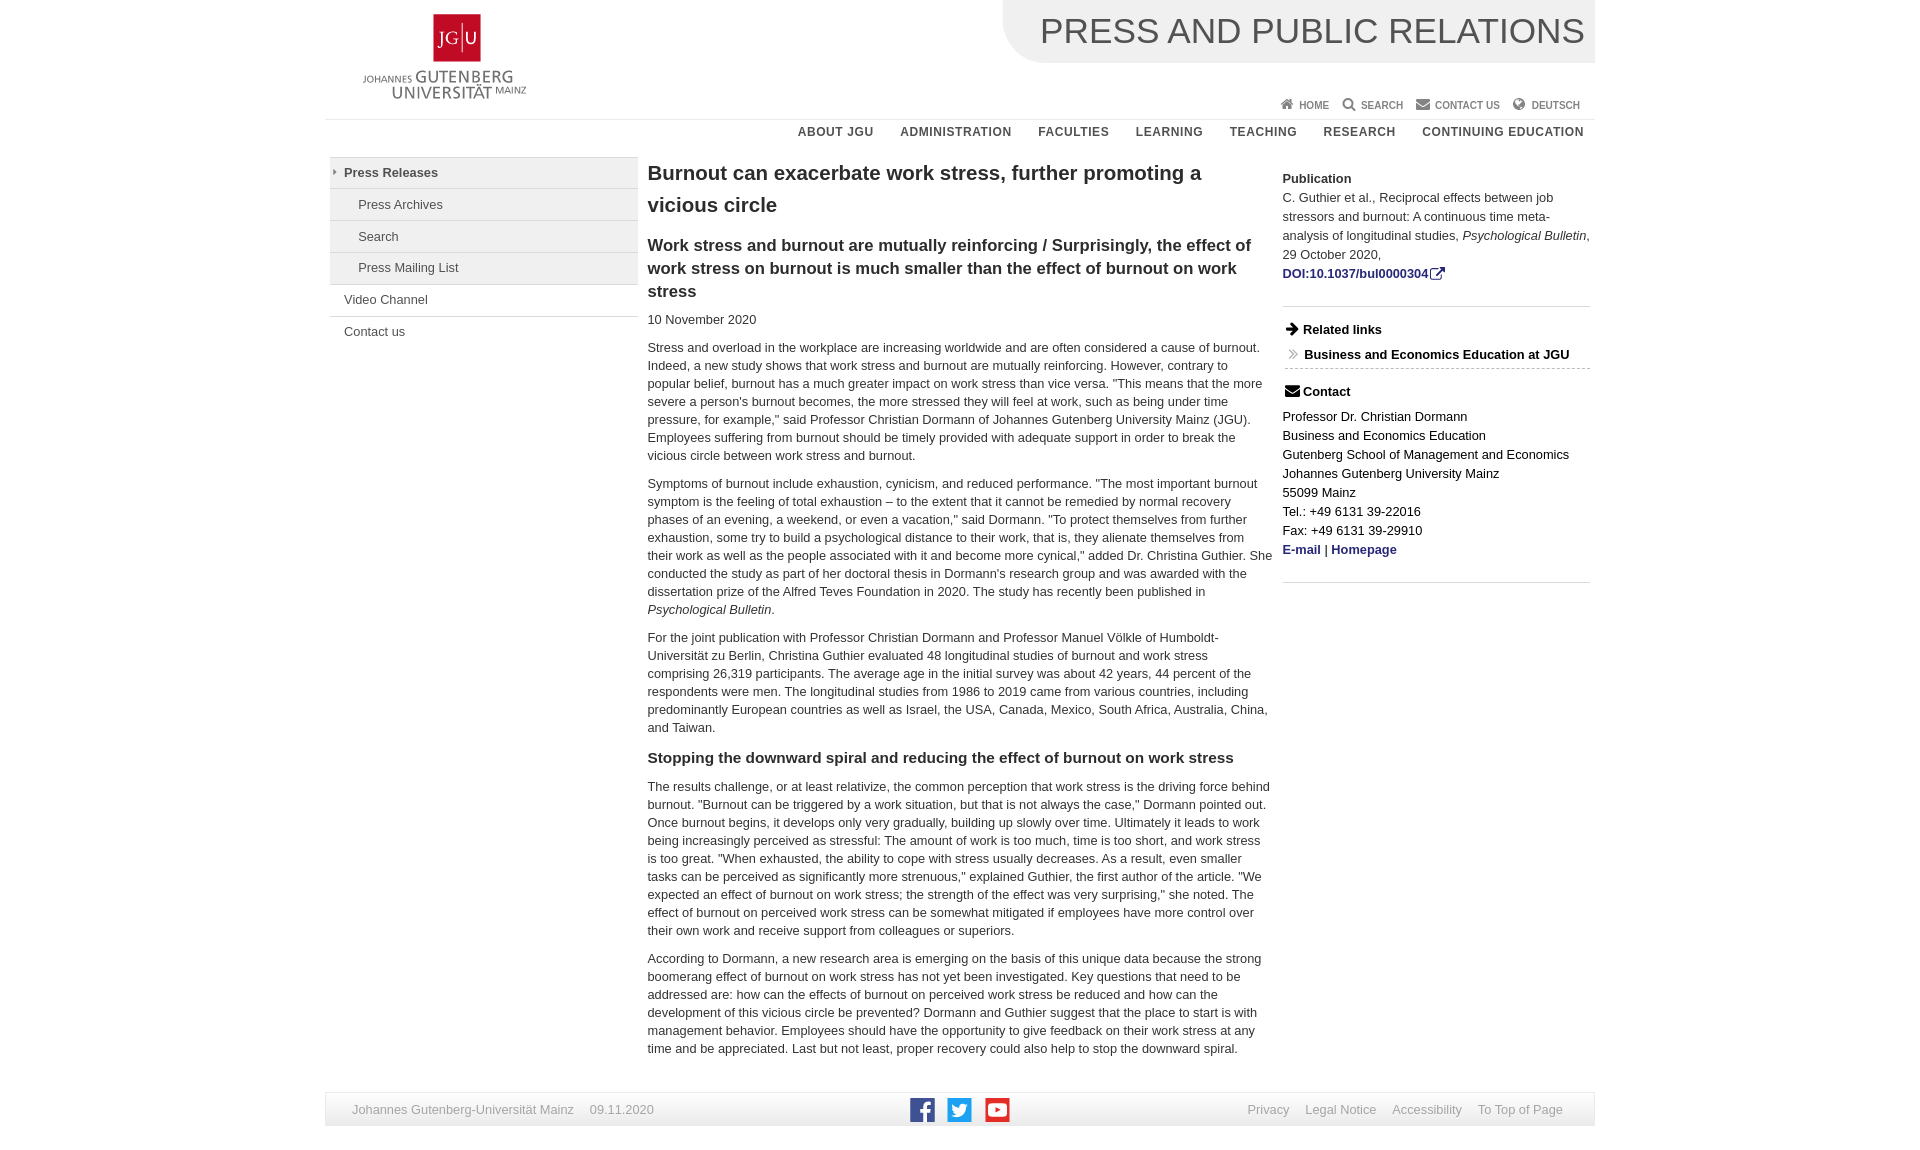 JG|U
JOHANNES GUTENBERG
UNIVERSITÄT MAINZ
PRESS AND PUBLIC RELATIONS
HOME SEARCH CONTACT US DEUTSCH
ABOUT JGU ADMINISTRATION FACULTIES LEARNING TEACHING RESEARCH CONTINUING EDUCATION
Press Releases
Press Archives
Search
Press Mailing List
Video Channel
Contact us
Burnout can exacerbate work stress, further promoting a
vicious circle
Work stress and burnout are mutually reinforcing / Surprisingly, the effect of
work stress on burnout is much smaller than the effect of burnout on work
stress
10 November 2020
Stress and overload in the workplace are increasing worldwide and are often considered a cause of burnout.
Indeed, a new study shows that work stress and burnout are mutually reinforcing. However, contrary to
popular belief, burnout has a much greater impact on work stress than vice versa. "This means that the more
severe a person's burnout becomes, the more stressed they will feel at work, such as being under time
pressure, for example," said Professor Christian Dormann of Johannes Gutenberg University Mainz (JGU).
Employees suffering from burnout should be timely provided with adequate support in order to break the
vicious circle between work stress and burnout.
Symptoms of burnout include exhaustion, cynicism, and reduced performance. "The most important burnout
symptom is the feeling of total exhaustion – to the extent that it cannot be remedied by normal recovery
phases of an evening, a weekend, or even a vacation," said Dormann. "To protect themselves from further
exhaustion, some try to build a psychological distance to their work, that is, they alienate themselves from
their work as well as the people associated with it and become more cynical," added Dr. Christina Guthier. She
conducted the study as part of her doctoral thesis in Dormann's research group and was awarded with the
dissertation prize of the Alfred Teves Foundation in 2020. The study has recently been published in
Psychological Bulletin.
For the joint publication with Professor Christian Dormann and Professor Manuel Völkle of Humboldt-
Universität zu Berlin, Christina Guthier evaluated 48 longitudinal studies of burnout and work stress
comprising 26,319 participants. The average age in the initial survey was about 42 years, 44 percent of the
respondents were men. The longitudinal studies from 1986 to 2019 came from various countries, including
predominantly European countries as well as Israel, the USA, Canada, Mexico, South Africa, Australia, China,
and Taiwan.
Stopping the downward spiral and reducing the effect of burnout on work stress
The results challenge, or at least relativize, the common perception that work stress is the driving force behind
burnout. "Burnout can be triggered by a work situation, but that is not always the case," Dormann pointed out.
Once burnout begins, it develops only very gradually, building up slowly over time. Ultimately it leads to work
being increasingly perceived as stressful: The amount of work is too much, time is too short, and work stress
is too great. "When exhausted, the ability to cope with stress usually decreases. As a result, even smaller
tasks can be perceived as significantly more strenuous," explained Guthier, the first author of the article. "We
expected an effect of burnout on work stress; the strength of the effect was very surprising," she noted. The
effect of burnout on perceived work stress can be somewhat mitigated if employees have more control over
their own work and receive support from colleagues or superiors.
According to Dormann, a new research area is emerging on the basis of this unique data because the strong
boomerang effect of burnout on work stress has not yet been investigated. Key questions that need to be
addressed are: how can the effects of burnout on perceived work stress be reduced and how can the
development of this vicious circle be prevented? Dormann and Guthier suggest that the place to start is with
management behavior. Employees should have the opportunity to give feedback on their work stress at any
time and be appreciated. Last but not least, proper recovery could also help to stop the downward spiral.
Publication
C. Guthier et al., Reciprocal effects between job
stressors and burnout: A continuous time meta-
analysis of longitudinal studies, Psychological Bulletin,
29 October 2020,
DOI:10.1037/bul0000304
Related links
Business and Economics Education at JGU
Contact
Professor Dr. Christian Dormann
Business and Economics Education
Gutenberg School of Management and Economics
Johannes Gutenberg University Mainz
55099 Mainz
Tel.: +49 6131 39-22016
Fax: +49 6131 39-29910
E-mail | Homepage
Johannes Gutenberg-Universität Mainz 09.11.2020
Privacy Legal Notice Accessibility To Top of Page